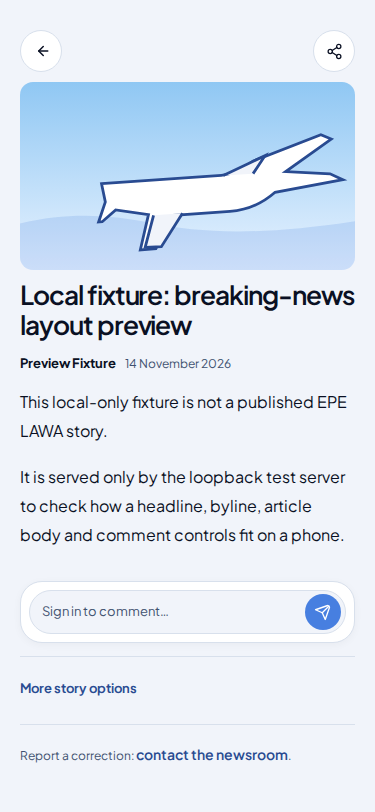 Local fixture: breaking-news
layout preview
Preview Fixture 14 November 2026
This local-only fixture is not a published EPE
LAWA story.
It is served only by the loopback test server
to check how a headline, byline, article
body and comment controls fit on a phone.
Sign in to comment...
More story options
Report a correction: contact the newsroom.